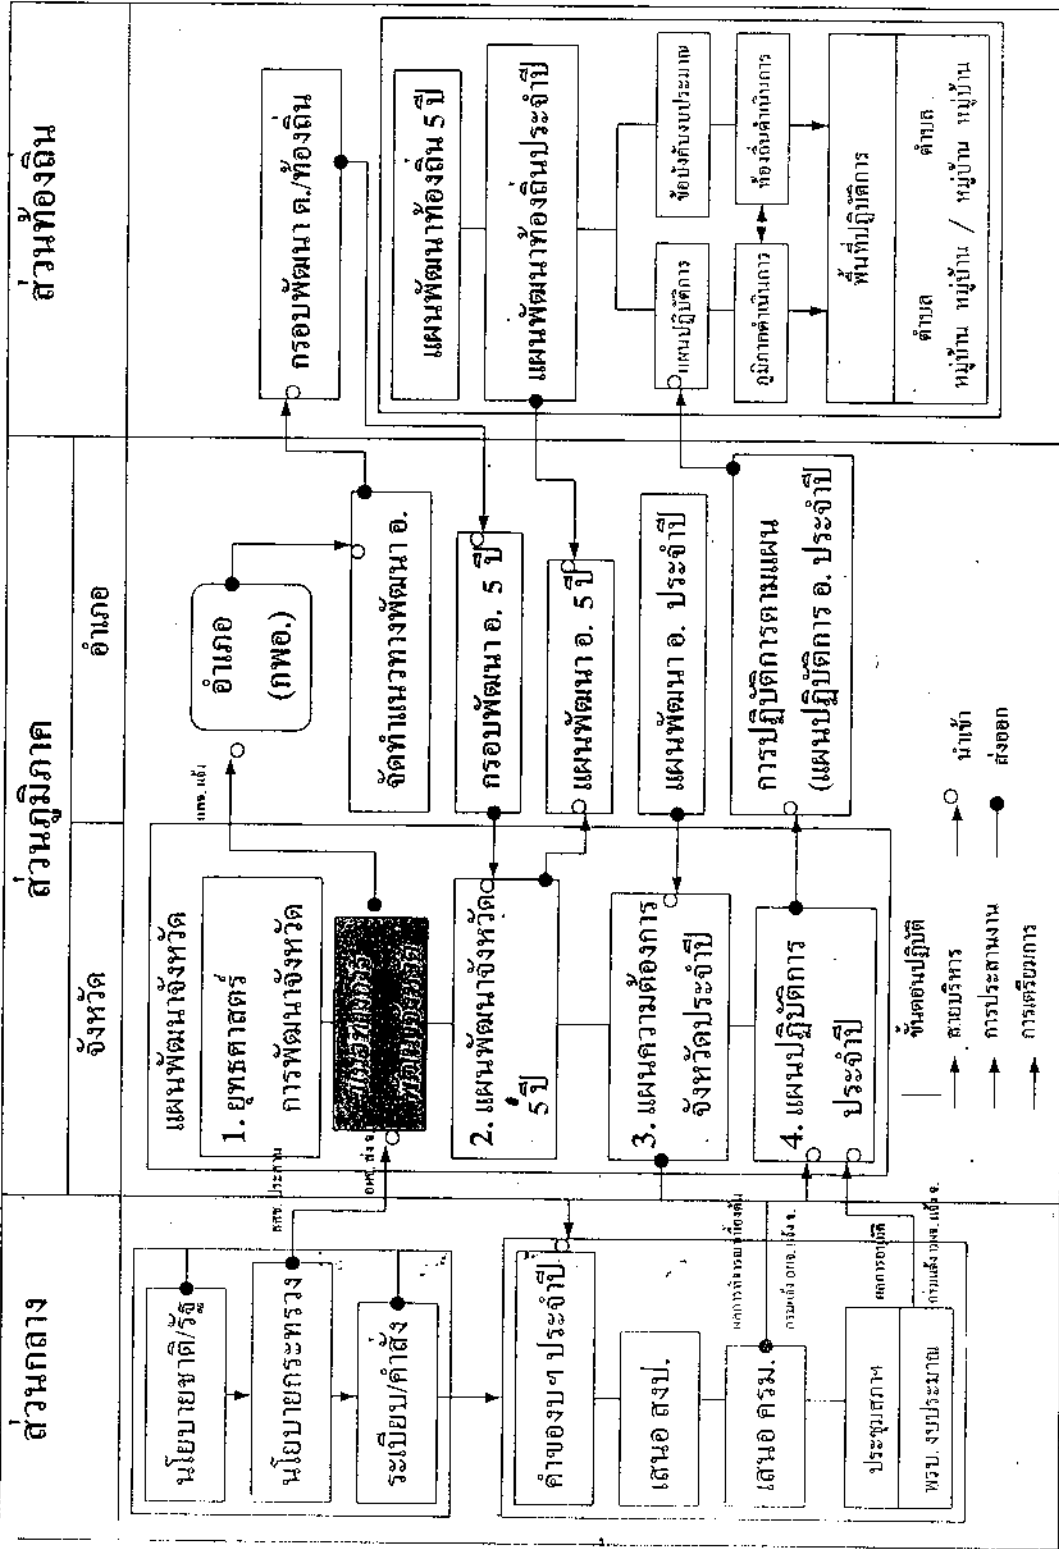 ส่วนกลาง
ส่วนภูมิภาค
ส่วนท้องถิ่น
จังหวัด
อำเภอ
นโยบายชาติ/รัฐ
นโยบายกระทรวง
ระเบียบ/คำสั่ง
คำของบฯ ประจำปี
เสนอ สงป.
เสนอ ครม.
ประชุมสภาฯ
พรบ. งบประมาณ
แผนพัฒนาจังหวัด
1. ยุทธศาสตร์
การพัฒนาจังหวัด
2. แผนพัฒนาจังหวัด
5 ปี
3. แผนความต้องการ
จังหวัดประจำปี
4. แผนปฏิบัติการ
ประจำปี
อำเภอ
(กพอ.)
จัดทำแนวทางพัฒนา อ.
กรอบพัฒนา อ. 5 ปี
แผนพัฒนา อ. 5 ปี
แผนพัฒนา อ. ประจำปี
การปฏิบัติการตามแผน
(แผนปฏิบัติการ อ. ประจำปี
กรอบพัฒนา ต./ท้องถิ่น
แผนพัฒนาท้องถิ่น 5 ปี
แผนพัฒนาท้องถิ่นประจำปี
แผนปฏิบัติการ
ข้อบังคับงบประมาณ
ภูมิภาคดำเนินการ
ท้องถิ่นดำเนินการ
พื้นที่ปฏิบัติการ
ตำบล ตำบล
หมู่บ้าน หมู่บ้าน / หมู่บ้าน หมู่บ้าน
ขั้นตอนปฏิบัติ
สายบริหาร
การประสานงาน
การเตรียมการ
นำเข้า
ส่งออก